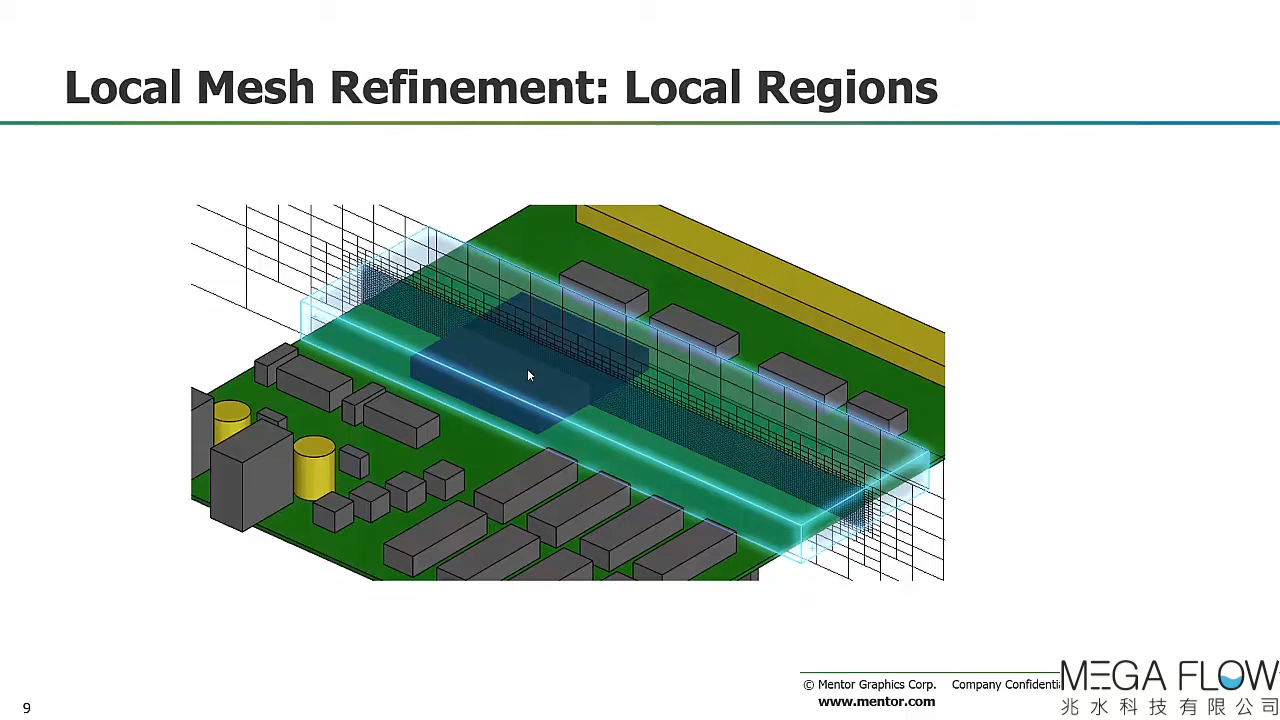 Local Mesh Refinement: Local Regions
9
© Mentor Graphics Corp. Company Confidenti
www.mentor.com
MEGA FLOW
兆水科技有限公司